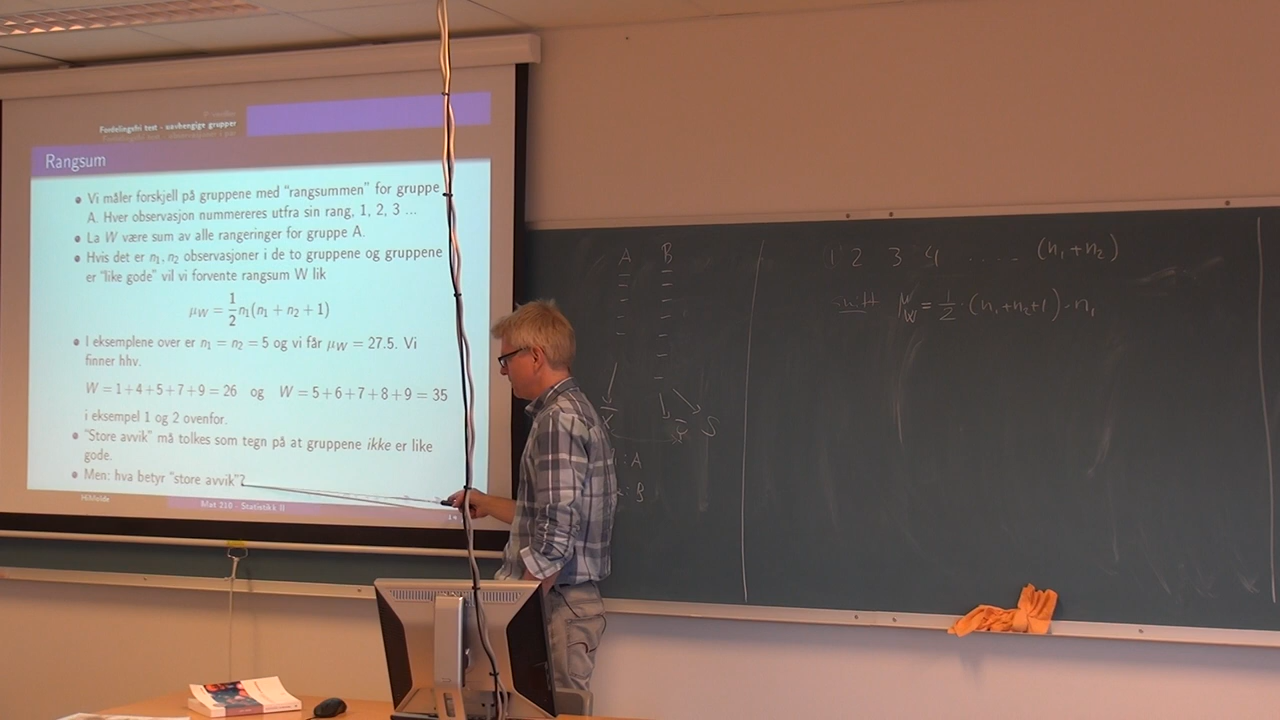 Fordelingsfri test - uavhengige grupper
Rangsum
Vi måler forskjell på gruppene med “rangsummen” for gruppe
A. Hver observasjon nummereres utfra sin rang, 1, 2, 3 ...
La W være sum av alle rangeringer for gruppe A.
Hvis det er n₁, n₂ observasjoner i de to gruppene og gruppene
er “like gode” vil vi forvente rangsum W lik
μ_W = 1/2 n₁(n₁ + n₂ + 1)
I eksemplene over er n₁ = n₂ = 5 og vi får μ_W = 27.5. Vi
finner hhv.
W = 1+4+5+7+9 = 26 og W = 5+6+7+8+9 = 35
i eksempel 1 og 2 ovenfor.
“Store avvik” må tolkes som tegn på at gruppene ikke er like
gode.
Men: hva betyr “store avvik”?
HiMolde
Mat 210 - Statistikk II
A B
X̄ Ȳ S
: A
: B
1 2 3 4 ..... (n₁+n₂)
snitt μ_W = 1/2 · (n₁+n₂+1) · n₁